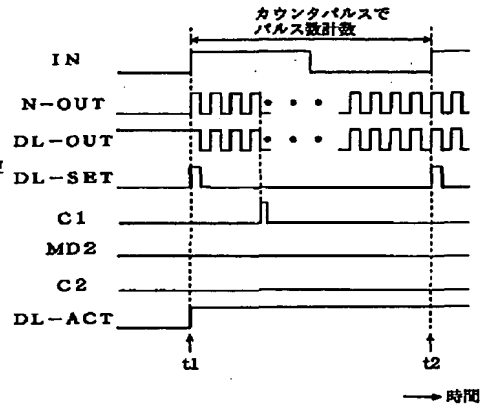 カウンタパルスで
パルス数計数
IN
N-OUT
DL-OUT
DL-SET
C1
MD2
C2
DL-ACT
t1
t2
時間